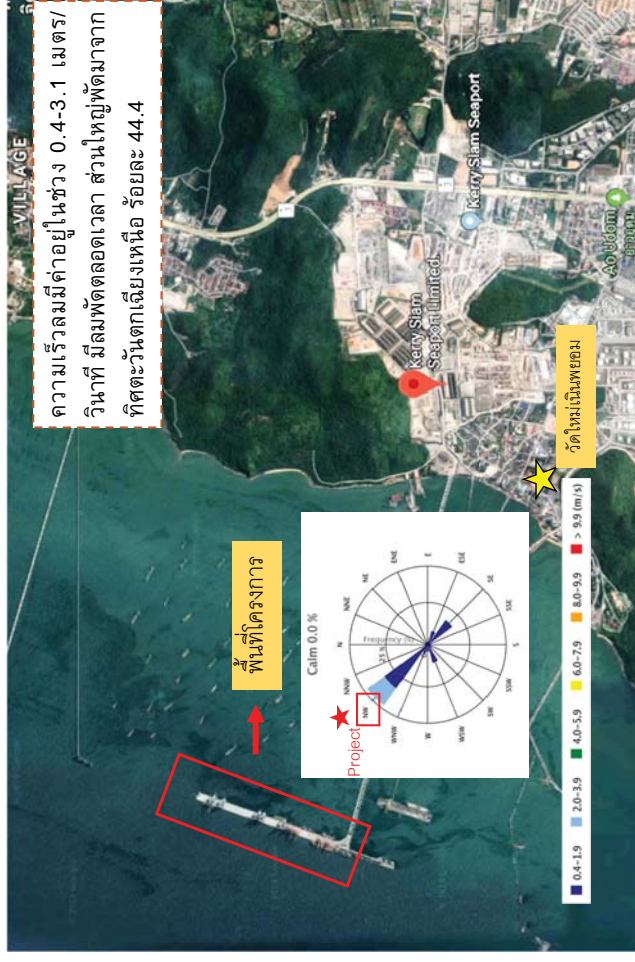 VILLAGE
ความเร็วลมมีค่าอยู่ในช่วง 0.4-3.1 เมตร/
วินาที มีลมพัดตลอดเวลา ส่วนใหญ่พัดมาจาก
ทิศตะวันตกเฉียงเหนือ ร้อยละ 44.4
พื้นที่โครงการ
Kerry Siam
Seaport Limited.
Kerry Siam Seaport
Ao Udom
อ่าวอุดม
วัดใหม่เนินพยอม
Calm 0.0 %
N
NNE
NE
ENE
E
ESE
SE
SSE
S
SSW
SW
WSW
W
WNW
NW
NNW
Frequency (%)
25 %
Project
0.4-1.9
2.0-3.9
4.0-5.9
6.0-7.9
8.0-9.9
> 9.9 (m/s)